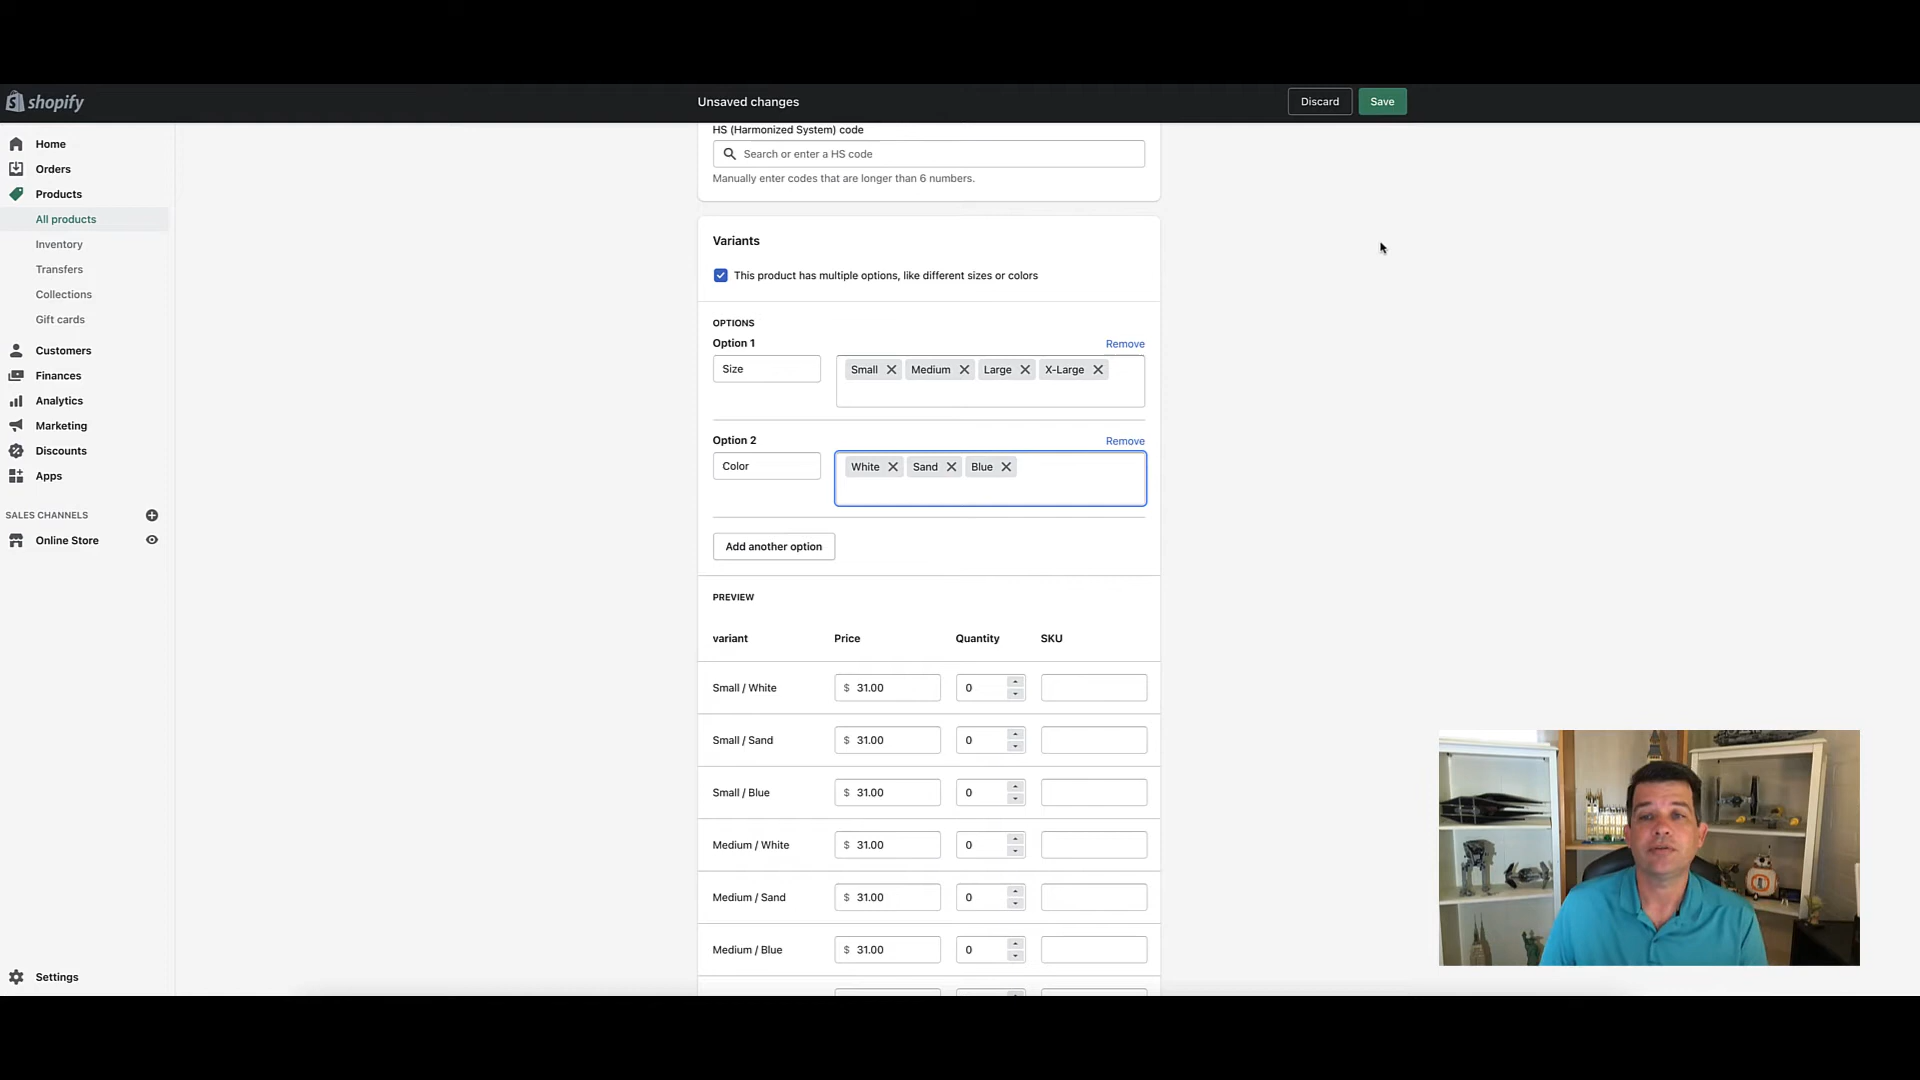 shopify
Unsaved changes
Discard
Save
Home
Orders
Products
All products
Inventory
Transfers
Collections
Gift cards
Customers
Finances
Analytics
Marketing
Discounts
Apps
SALES CHANNELS
Online Store
Settings
HS (Harmonized System) code
Search or enter a HS code
Manually enter codes that are longer than 6 numbers.
Variants
This product has multiple options, like different sizes or colors
OPTIONS
Option 1 Remove
Size Small Medium Large X-Large
Option 2 Remove
Color White Sand Blue
Add another option
PREVIEW
variant Price Quantity SKU
Small / White $ 31.00 0
Small / Sand $ 31.00 0
Small / Blue $ 31.00 0
Medium / White $ 31.00 0
Medium / Sand $ 31.00 0
Medium / Blue $ 31.00 0